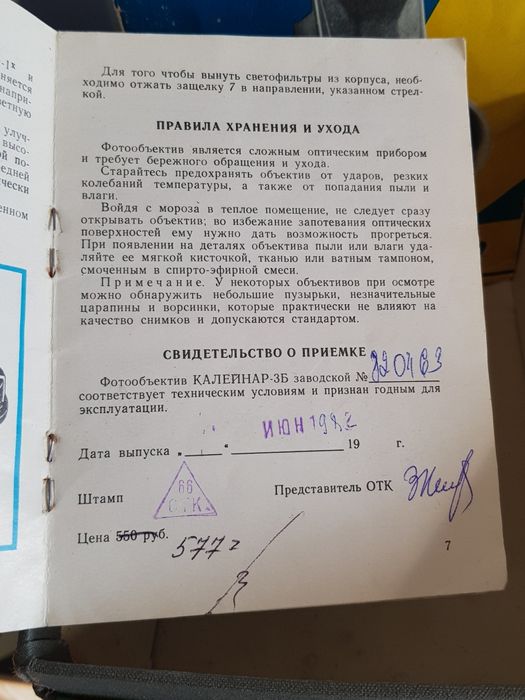 -1х и
Для того чтобы вынуть светофильтры из корпуса, необ-
ходимо отжать защелку 7 в направлении, указанном стрел-
кой.
ПРАВИЛА ХРАНЕНИЯ И УХОДА
Фотообъектив является сложным оптическим прибором
и требует бережного обращения и ухода.
Старайтесь предохранять объектив от ударов, резких
колебаний температуры, а также от попадания пыли и
влаги.
Войдя с мороза в теплое помещение, не следует сразу
открывать объектив; во избежание запотевания оптических
поверхностей ему нужно дать возможность прогреться.
При появлении на деталях объектива пыли или влаги уда-
ляйте ее мягкой кисточкой, тканью или ватным тампоном,
смоченным в спирто-эфирной смеси.
Примечание. У некоторых объективов при осмотре
можно обнаружить небольшие пузырьки, незначительные
царапины и ворсинки, которые практически не влияют на
качество снимков и допускаются стандартом.
СВИДЕТЕЛЬСТВО О ПРИЕМКЕ
Фотообъектив КАЛЕЙНАР-3Б заводской № 820463
соответствует техническим условиям и признан годным для
эксплуатации.
ИЮН 1982
Дата выпуска „ “ 19 г.
Штамп 66 ОТК Представитель ОТК
Цена 550 руб. 577
7